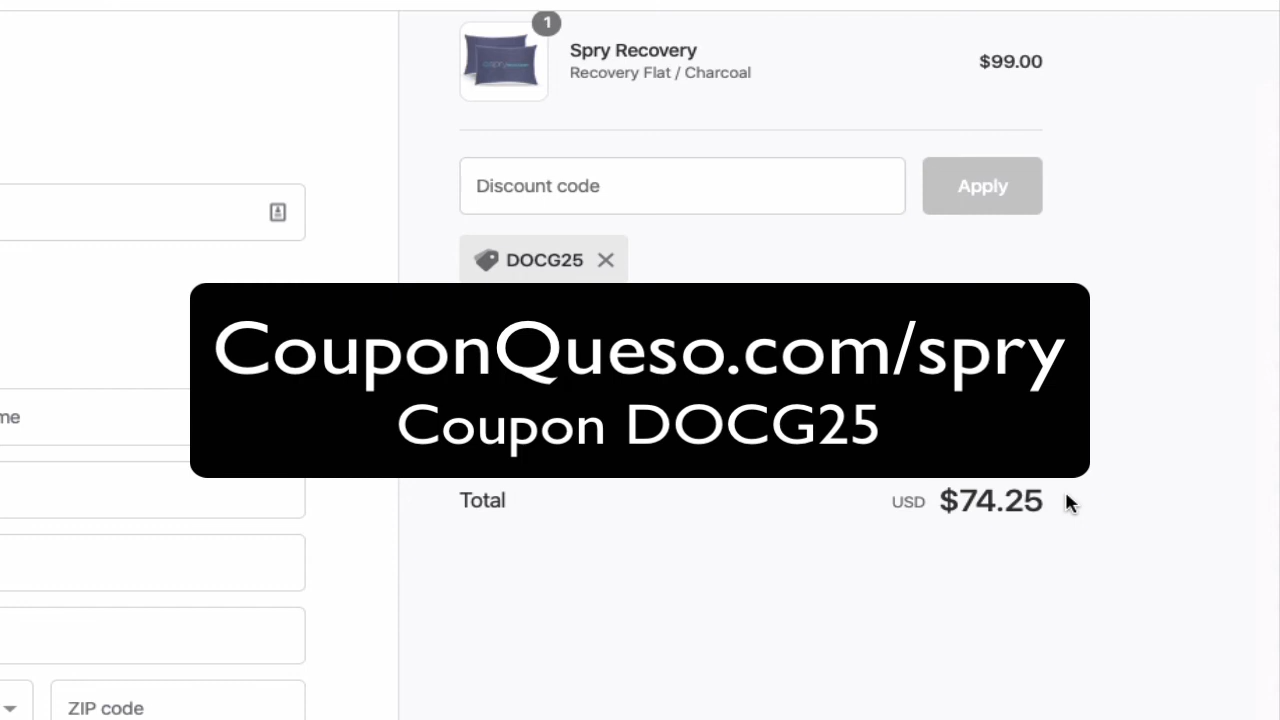 1
Spry Recovery
Recovery Flat / Charcoal
$99.00
Discount code
Apply
DOCG25
CouponQueso.com/spry
Coupon DOCG25
me
Total
USD $74.25
ZIP code